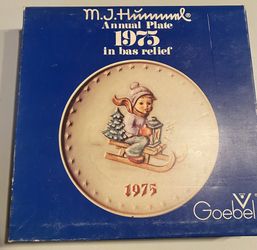 M.J.Hummel®
Annual Plate
1975
in bas relief
1975
Goebel